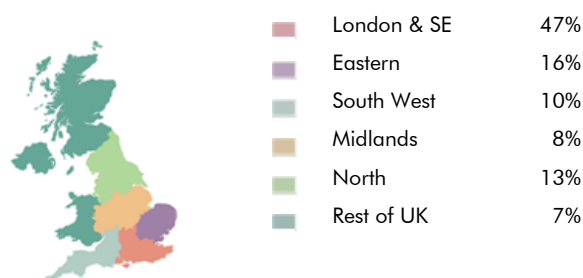 London & SE 47%
Eastern 16%
South West 10%
Midlands 8%
North 13%
Rest of UK 7%